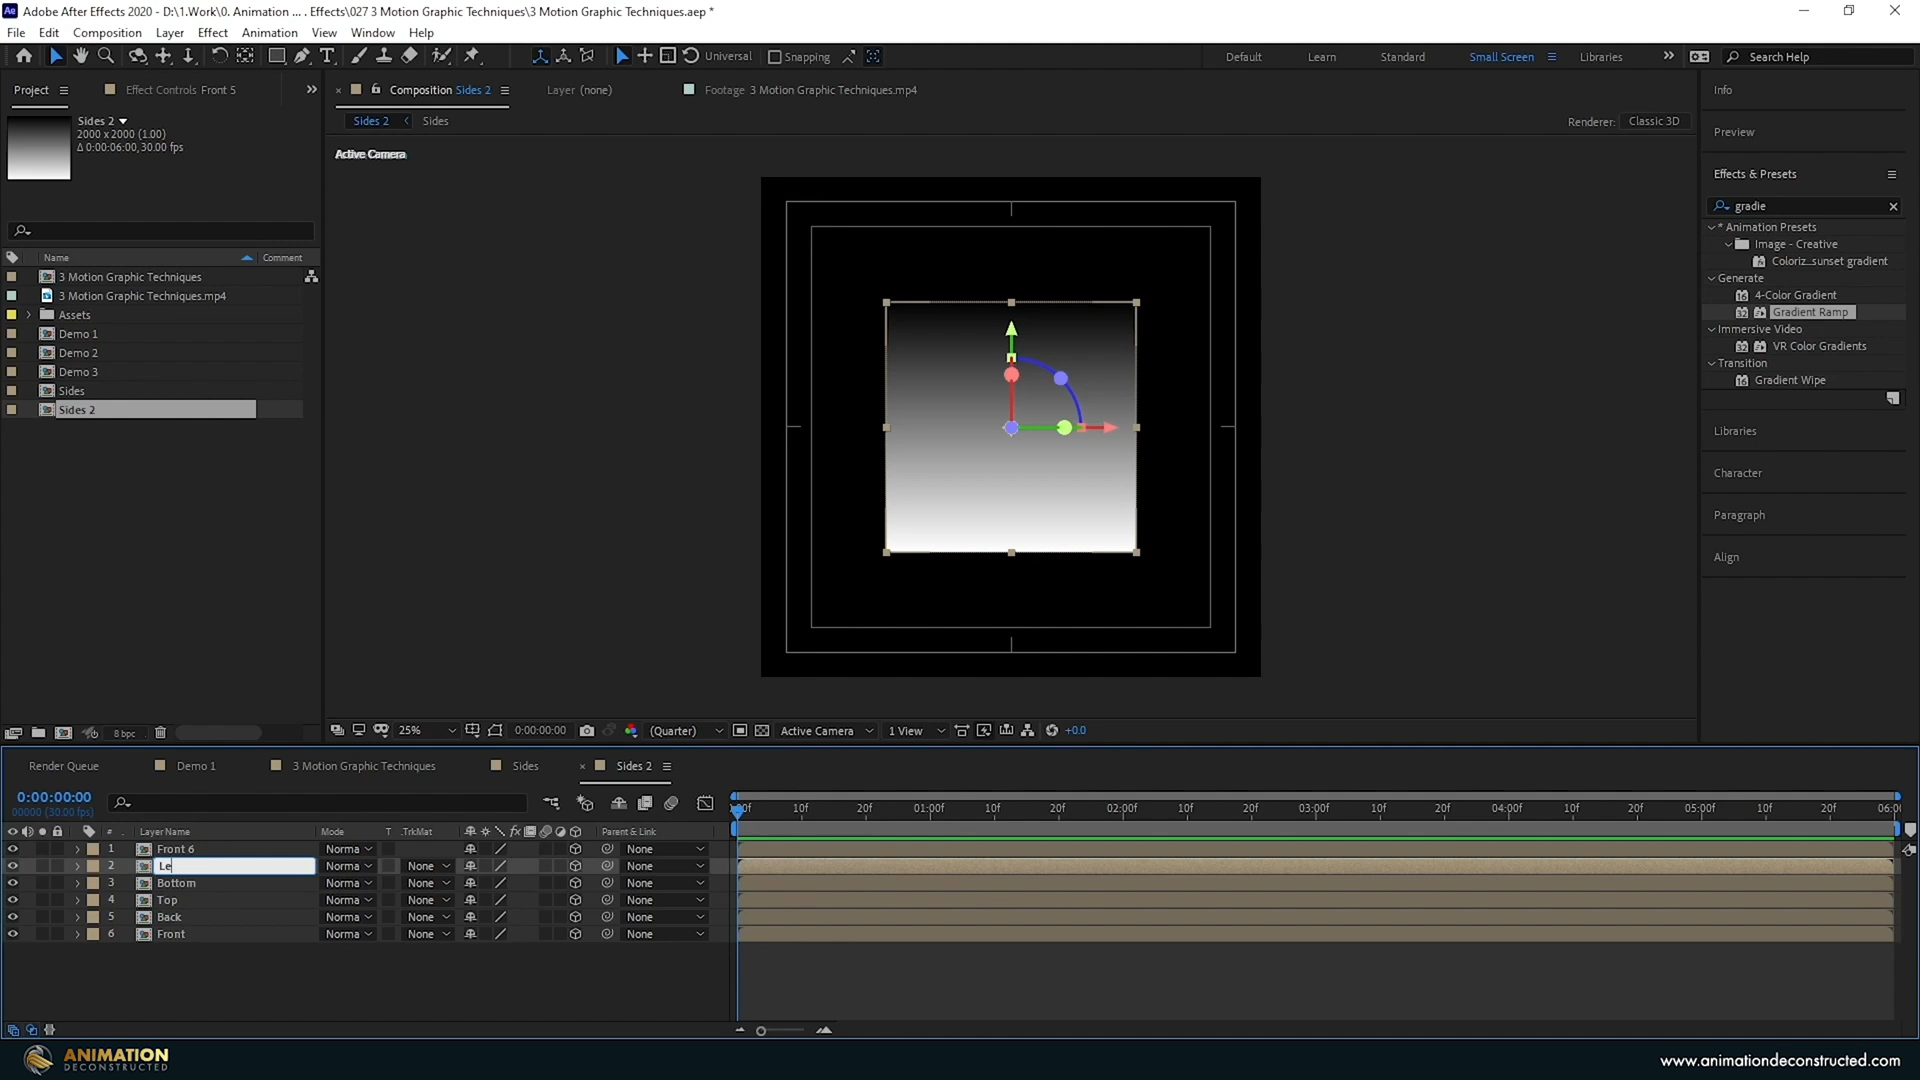 Adobe After Effects 2020 - D:\1.Work\0. Animation ... . Effects\027 3 Motion Graphic Techniques\3 Motion Graphic Techniques.aep *
File Edit Composition Layer Effect Animation View Window Help
Universal Snapping Default Learn Standard Small Screen Libraries Search Help
Project Effect Controls Front 5 Composition Sides 2 Layer (none) Footage 3 Motion Graphic Techniques.mp4 Info
Sides 2
2000 x 2000 (1.00)
Δ 0:00:06:00, 30.00 fps
Sides 2 Sides Renderer: Classic 3D
Active Camera
Preview
Effects & Presets
gradie
* Animation Presets
Image - Creative
Coloriz_sunset gradient
Generate
4-Color Gradient
Gradient Ramp
Immersive Video
VR Color Gradients
Transition
Gradient Wipe
Libraries
Character
Paragraph
Align
Name Comment
3 Motion Graphic Techniques
3 Motion Graphic Techniques.mp4
Assets
Demo 1
Demo 2
Demo 3
Sides
Sides 2
8 bpc 25% 0:00:00:00 (Quarter) Active Camera 1 View +0.0
Render Queue Demo 1 3 Motion Graphic Techniques Sides Sides 2
0:00:00:00
00000 (30.00 fps)
10f 20f 01:00f 10f 20f 02:00f 10f 20f 03:00f 10f 20f 04:00f 10f 20f 05:00f 10f 20f 06:0
# Layer Name Mode T .TrkMat Parent & Link
1 Front 6 Norma None
2 Le Norma None None
3 Bottom Norma None None
4 Top Norma None None
5 Back Norma None None
6 Front Norma None None
ANIMATION
DECONSTRUCTED
www.animationdeconstructed.com